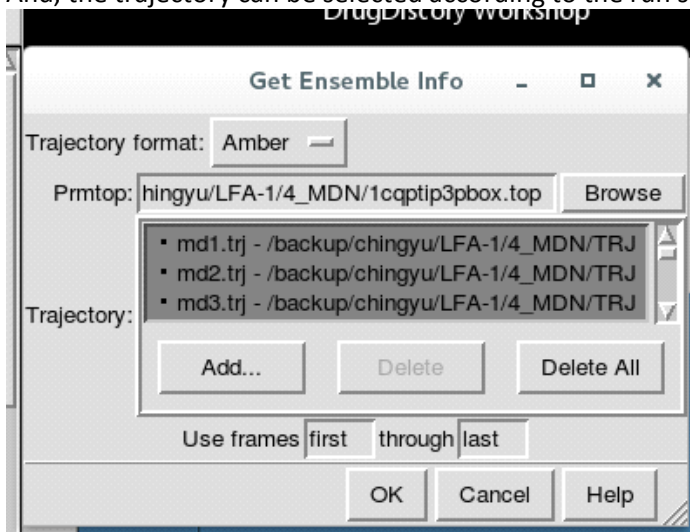 DrugDiscory Workshop
Get Ensemble Info
Trajectory format: Amber
Prmtop: hingyu/LFA-1/4_MDN/1cqptip3pbox.top Browse
md1.trj - /backup/chingyu/LFA-1/4_MDN/TRJ
md2.trj - /backup/chingyu/LFA-1/4_MDN/TRJ
md3.trj - /backup/chingyu/LFA-1/4_MDN/TRJ
Trajectory:
Add... Delete Delete All
Use frames first through last
OK Cancel Help